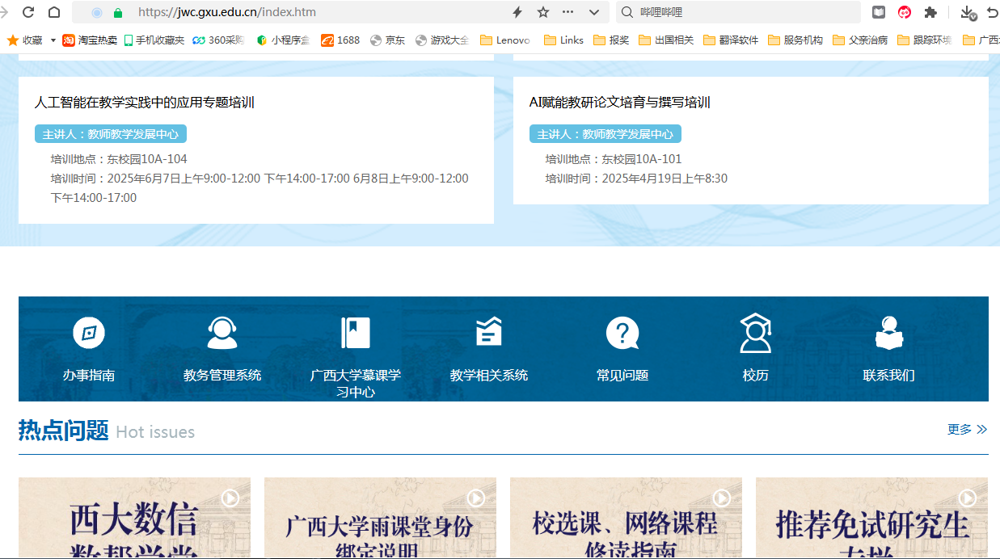 https://jwc.gxu.edu.cn/index.htm
哔哩哔哩
收藏 淘宝热卖 手机收藏夹 360采购 小程序盒 1688 京东 游戏大全 Lenovo Links 报奖 出国相关 翻译软件 服务机构 父亲治病 跟踪环境 广西
人工智能在教学实践中的应用专题培训
主讲人：教师教学发展中心
培训地点：东校园10A-104
培训时间：2025年6月7日上午9:00-12:00 下午14:00-17:00 6月8日上午9:00-12:00
下午14:00-17:00
AI赋能教研论文培育与撰写培训
主讲人：教师教学发展中心
培训地点：东校园10A-101
培训时间：2025年4月19日上午8:30
办事指南
教务管理系统
广西大学慕课学
习中心
教学相关系统
常见问题
校历
联系我们
热点问题 Hot issues
更多
西大数信
广西大学雨课堂身份
绑定说明
校选课、网络课程
修读指南
推荐免试研究生